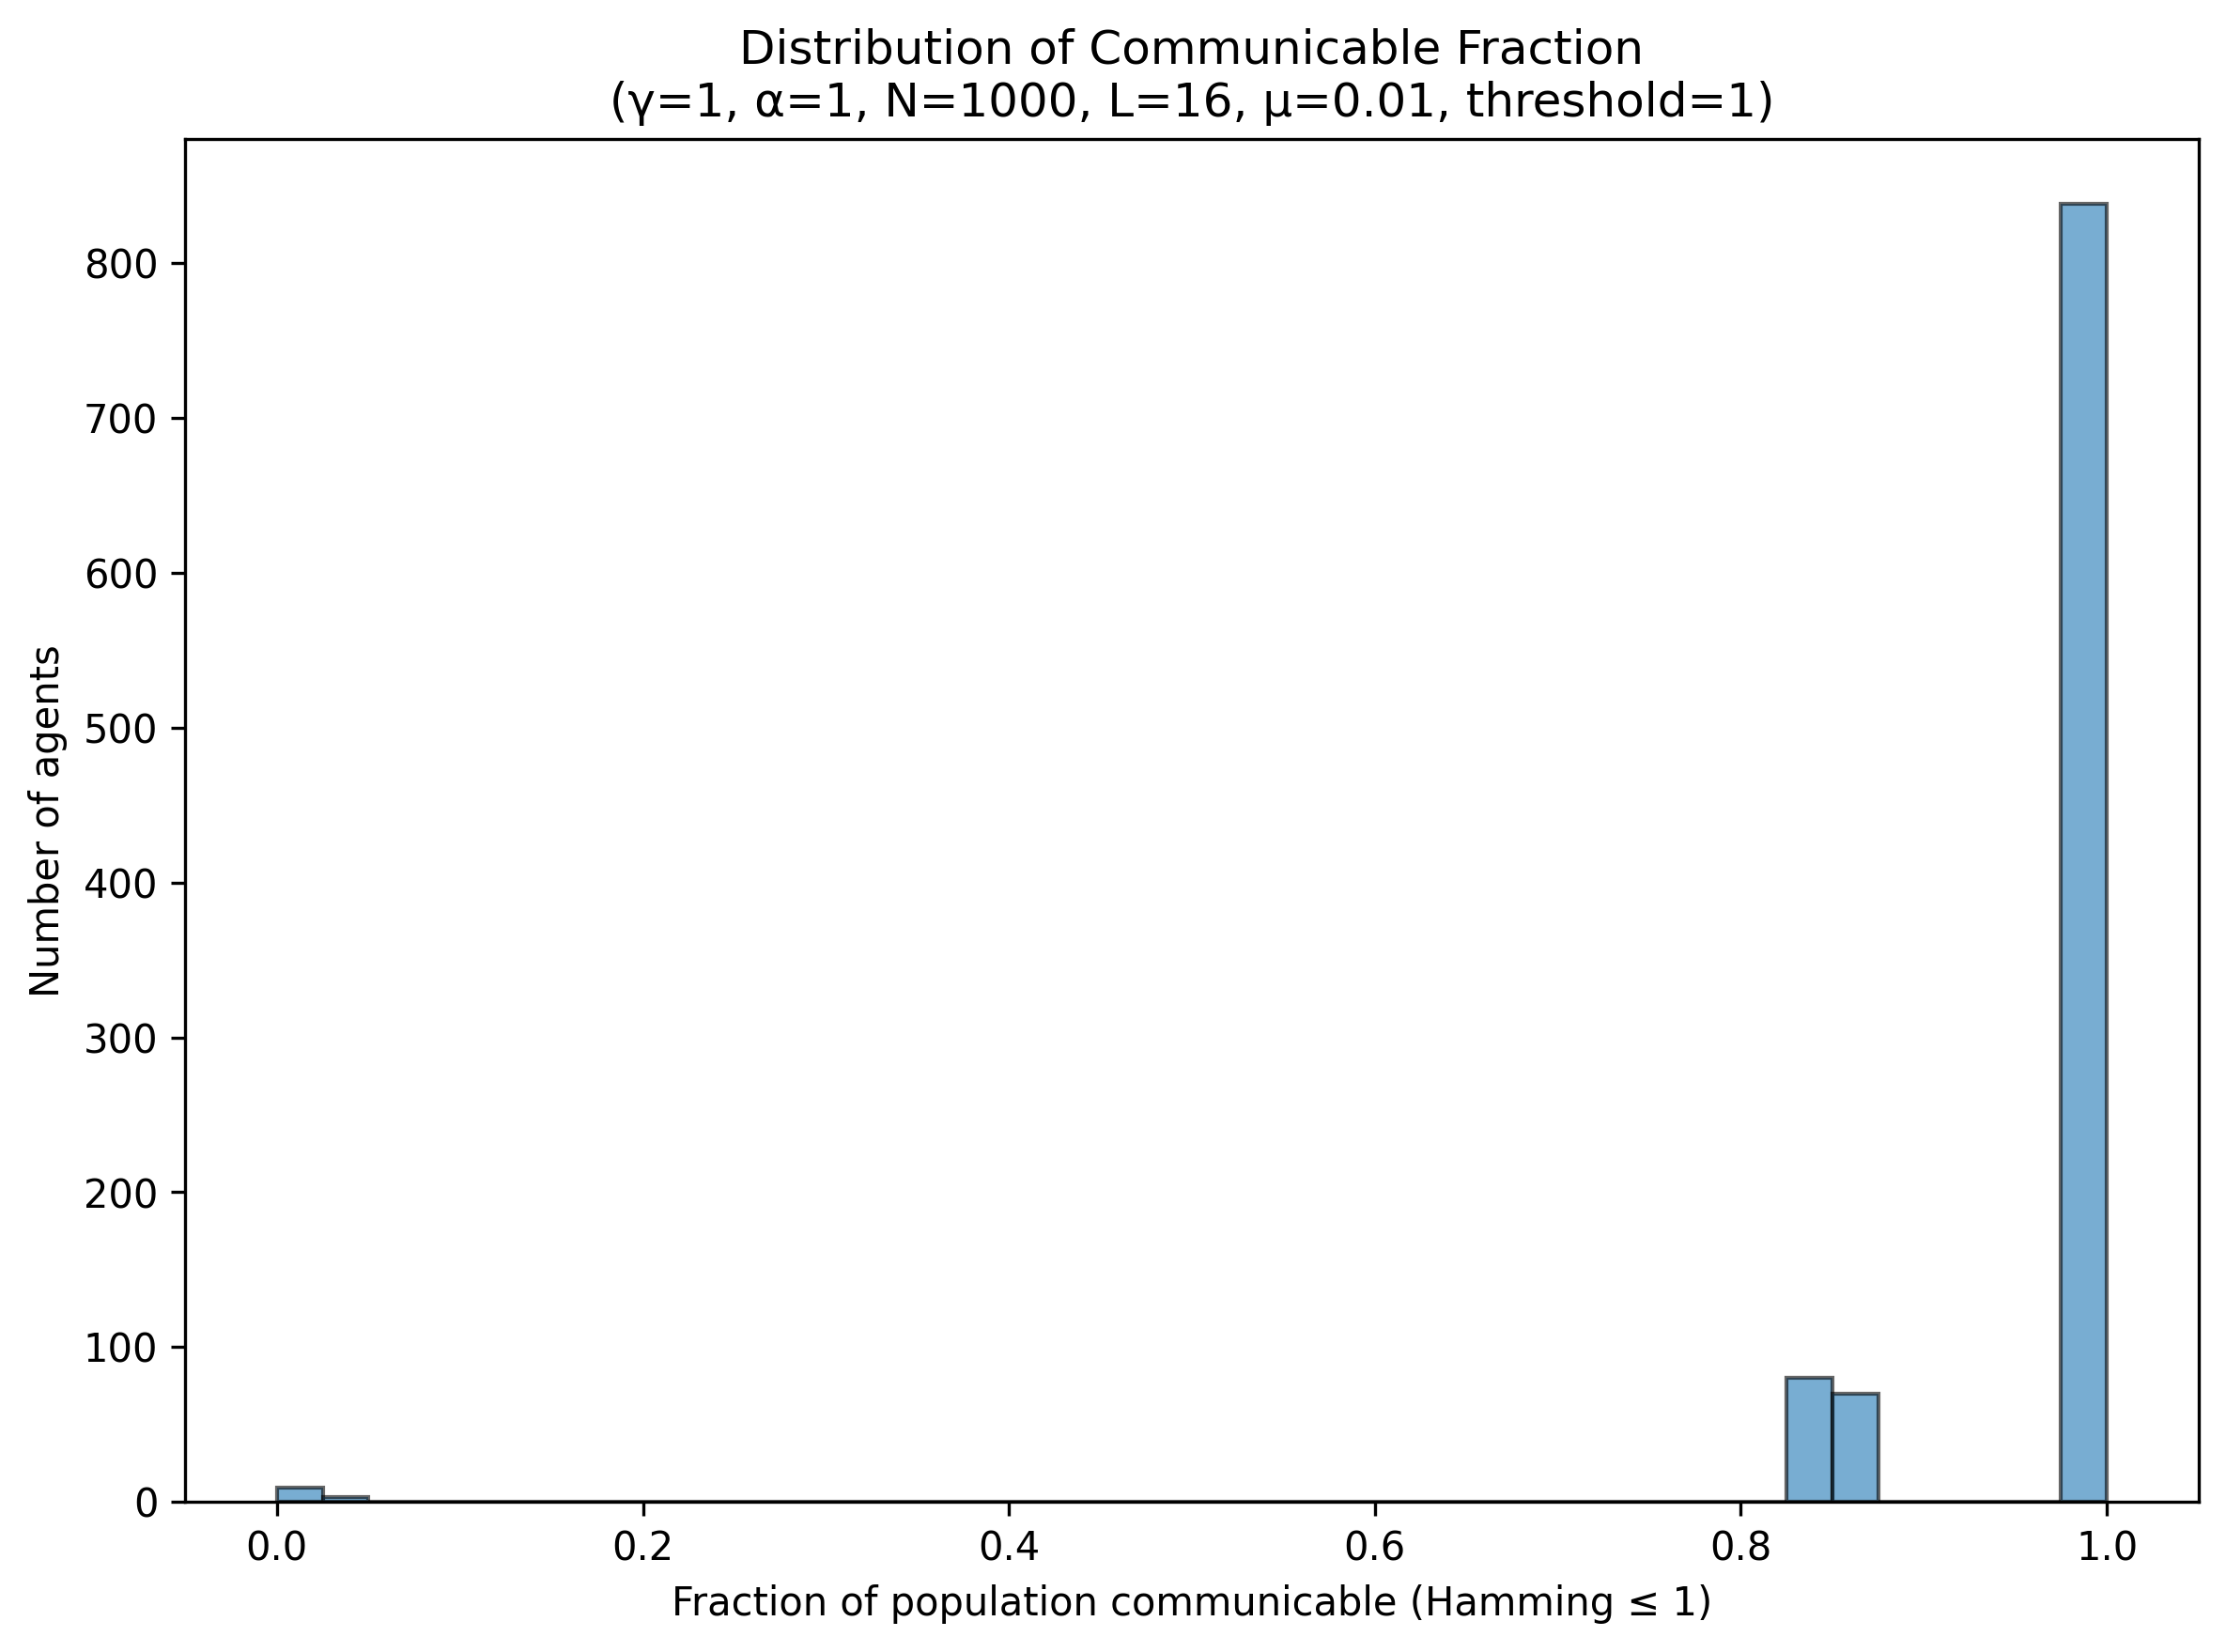 Distribution of Communicable Fraction
(γ=1, α=1, N=1000, L=16, μ=0.01, threshold=1)
Number of agents
800
700
600
500
400
300
200
100
0
0.0 0.2 0.4 0.6 0.8 1.0
Fraction of population communicable (Hamming ≤ 1)